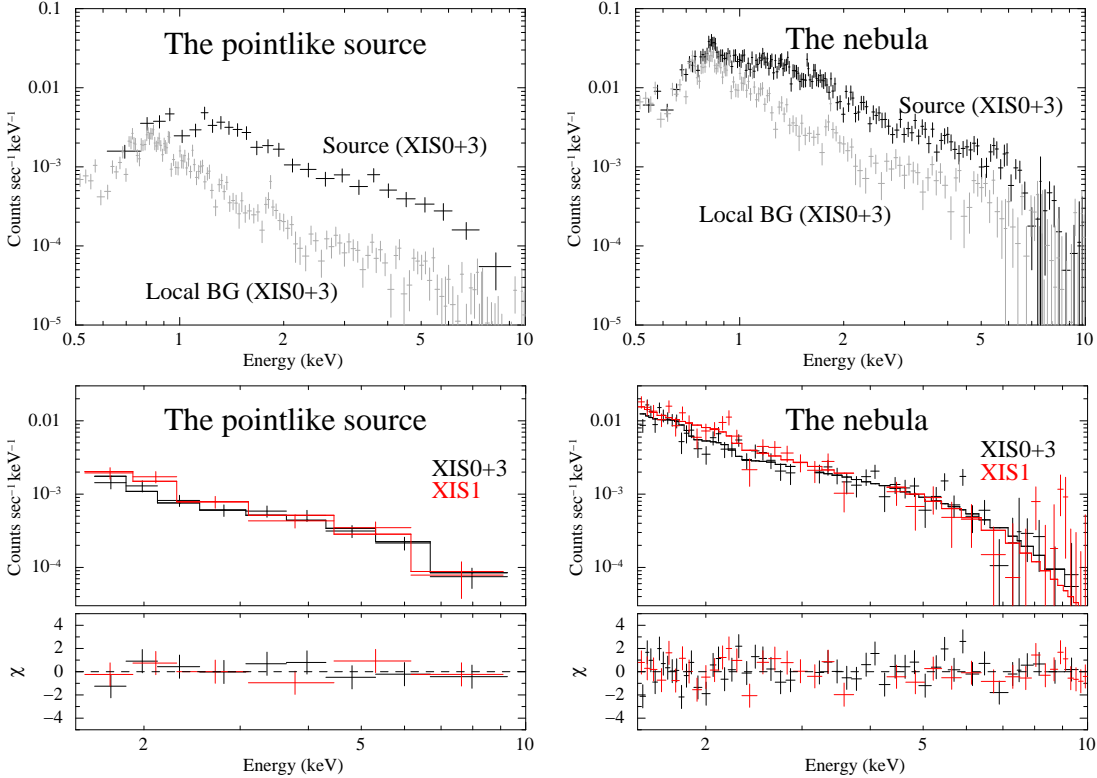 The pointlike source
Source (XIS0+3)
Local BG (XIS0+3)
Counts sec⁻¹ keV⁻¹
0.1
0.01
10⁻³
10⁻⁴
10⁻⁵
0.5 1 2 5 10
Energy (keV)
The nebula
Source (XIS0+3)
Local BG (XIS0+3)
Counts sec⁻¹ keV⁻¹
0.1
0.01
10⁻³
10⁻⁴
10⁻⁵
0.5 1 2 5 10
Energy (keV)
The pointlike source
XIS0+3
XIS1
Counts sec⁻¹ keV⁻¹
0.01
10⁻³
10⁻⁴
χ
4
2
0
−2
−4
2 5 10
Energy (keV)
The nebula
XIS0+3
XIS1
Counts sec⁻¹ keV⁻¹
0.01
10⁻³
10⁻⁴
χ
4
2
0
−2
−4
2 5 10
Energy (keV)